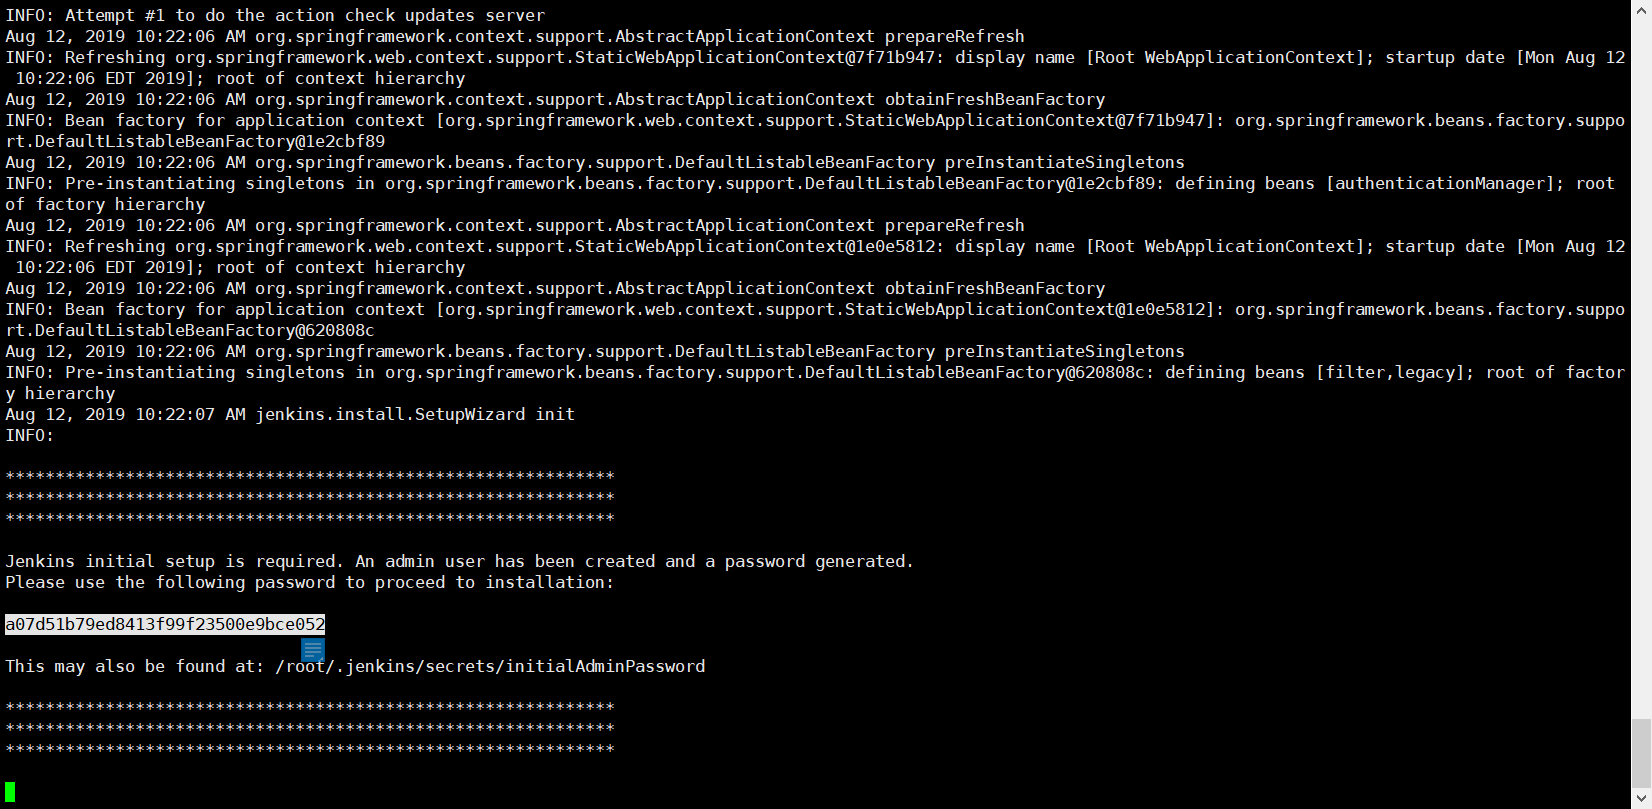 INFO: Attempt #1 to do the action check updates server
Aug 12, 2019 10:22:06 AM org.springframework.context.support.AbstractApplicationContext prepareRefresh
INFO: Refreshing org.springframework.web.context.support.StaticWebApplicationContext@7f71b947: display name [Root WebApplicationContext]; startup date [Mon Aug 12
 10:22:06 EDT 2019]; root of context hierarchy
Aug 12, 2019 10:22:06 AM org.springframework.context.support.AbstractApplicationContext obtainFreshBeanFactory
INFO: Bean factory for application context [org.springframework.web.context.support.StaticWebApplicationContext@7f71b947]: org.springframework.beans.factory.suppo
rt.DefaultListableBeanFactory@1e2cbf89
Aug 12, 2019 10:22:06 AM org.springframework.beans.factory.support.DefaultListableBeanFactory preInstantiateSingletons
INFO: Pre-instantiating singletons in org.springframework.beans.factory.support.DefaultListableBeanFactory@1e2cbf89: defining beans [authenticationManager]; root
of factory hierarchy
Aug 12, 2019 10:22:06 AM org.springframework.context.support.AbstractApplicationContext prepareRefresh
INFO: Refreshing org.springframework.web.context.support.StaticWebApplicationContext@1e0e5812: display name [Root WebApplicationContext]; startup date [Mon Aug 12
 10:22:06 EDT 2019]; root of context hierarchy
Aug 12, 2019 10:22:06 AM org.springframework.context.support.AbstractApplicationContext obtainFreshBeanFactory
INFO: Bean factory for application context [org.springframework.web.context.support.StaticWebApplicationContext@1e0e5812]: org.springframework.beans.factory.suppo
rt.DefaultListableBeanFactory@620808c
Aug 12, 2019 10:22:06 AM org.springframework.beans.factory.support.DefaultListableBeanFactory preInstantiateSingletons
INFO: Pre-instantiating singletons in org.springframework.beans.factory.support.DefaultListableBeanFactory@620808c: defining beans [filter,legacy]; root of factor
y hierarchy
Aug 12, 2019 10:22:07 AM jenkins.install.SetupWizard init
INFO:
*************************************************************
*************************************************************
*************************************************************
Jenkins initial setup is required. An admin user has been created and a password generated.
Please use the following password to proceed to installation:
a07d51b79ed8413f99f23500e9bce052
This may also be found at: /root/.jenkins/secrets/initialAdminPassword
*************************************************************
*************************************************************
*************************************************************